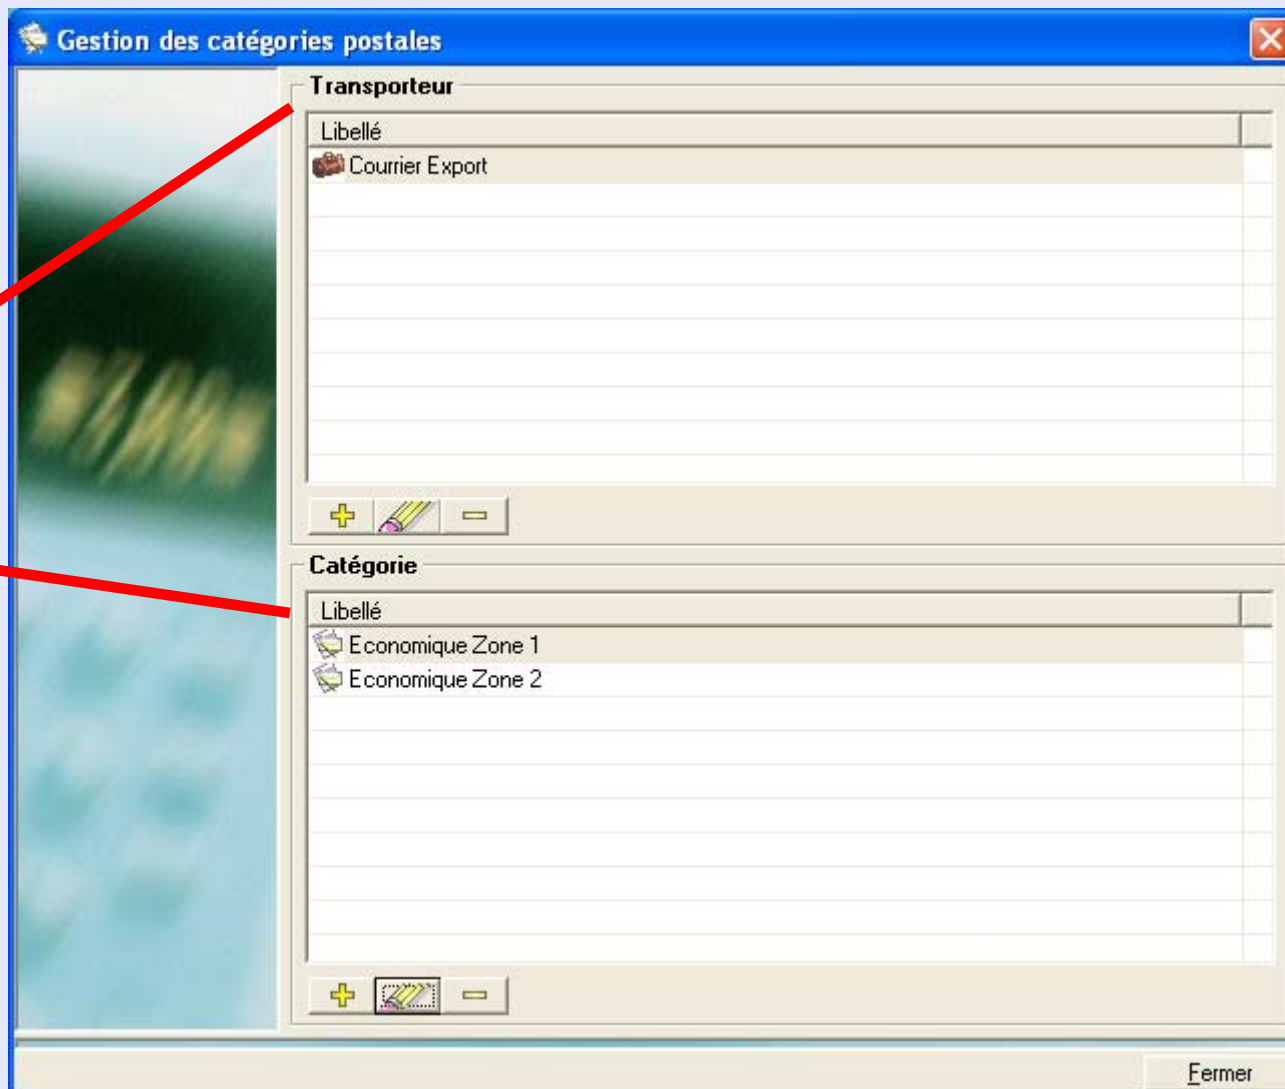 Gestion des catégories postales
Transporteur
Libellé
Courrier Export
Catégorie
Libellé
Economique Zone 1
Economique Zone 2
Fermer